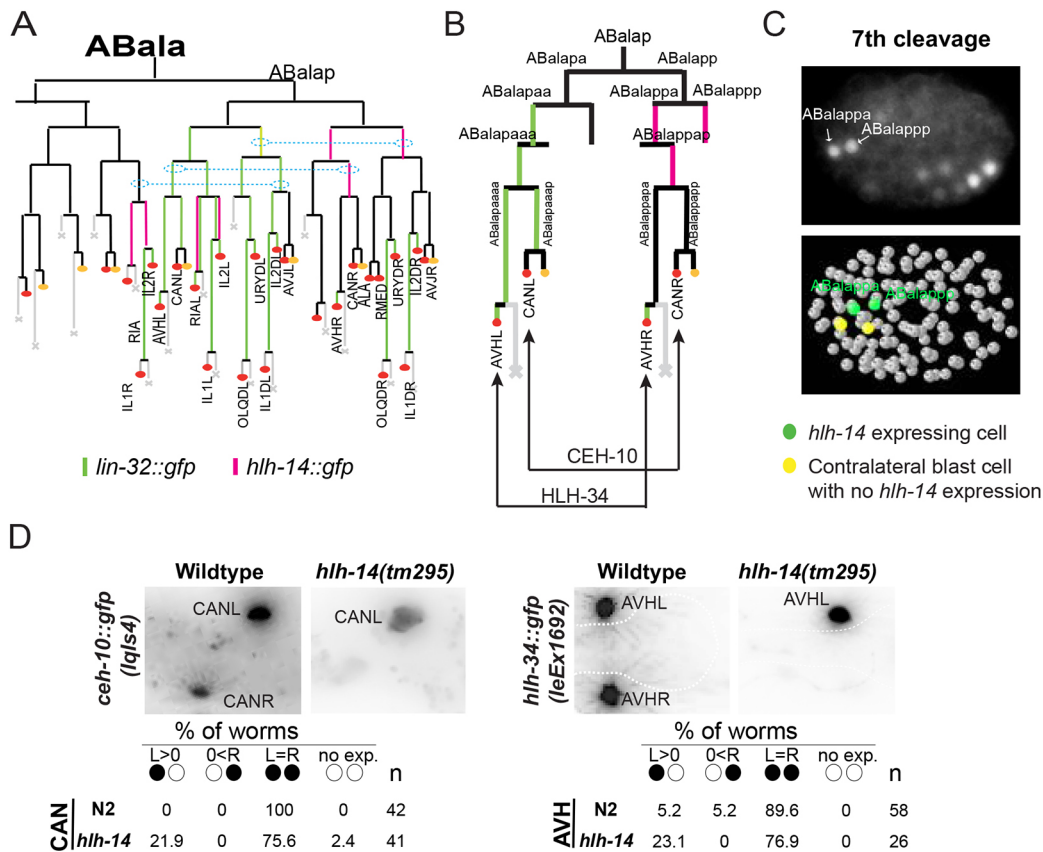 A
ABala
ABalap
RIA
IL1R
IL2R
AVHL
CANL
RIAL
IL1L
IL2L
OLQDL
URYDL
IL1DL
IL2DL
AVJL
AVHR
CANR
ALA
RMED
OLQDR
URYDR
IL1DR
IL2DR
AVJR
lin-32::gfp
hlh-14::gfp
B
ABalap
ABalapa
ABalapp
ABalapaa
ABalappa
ABalappp
ABalapaaa
ABalappap
ABalapaaaa
ABalapaaap
ABalappapa
ABalappapp
CANL
CANR
AVHL
AVHR
CEH-10
HLH-34
C
7th cleavage
ABalappa
ABalappp
ABalappa
ABalappp
hlh-14 expressing cell
Contralateral blast cell
with no hlh-14 expression
D
Wildtype
hlh-14(tm295)
ceh-10::gfp
(lqIs4)
CANL
CANR
CANL
% of worms
L>0 0<R L=R no exp. n
CAN
N2 0 0 100 0 42
hlh-14 21.9 0 75.6 2.4 41
Wildtype
hlh-14(tm295)
hlh-34::gfp
(leEx1692)
AVHL
AVHR
AVHL
% of worms
L>0 0<R L=R no exp. n
AVH
N2 5.2 5.2 89.6 0 58
hlh-14 23.1 0 76.9 0 26